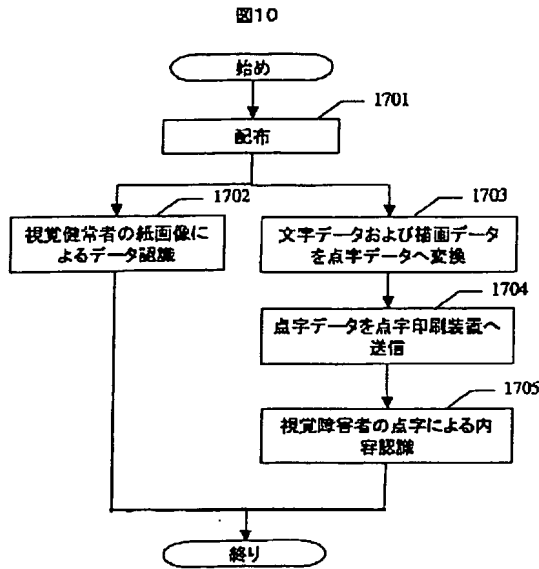 図10
始め
1701
配布
1702
視覚健常者の紙画像に
よるデータ認識
1703
文字データおよび描画データ
を点字データへ変換
1704
点字データを点字印刷装置へ
送信
1705
視覚障害者の点字による内
容認識
終り